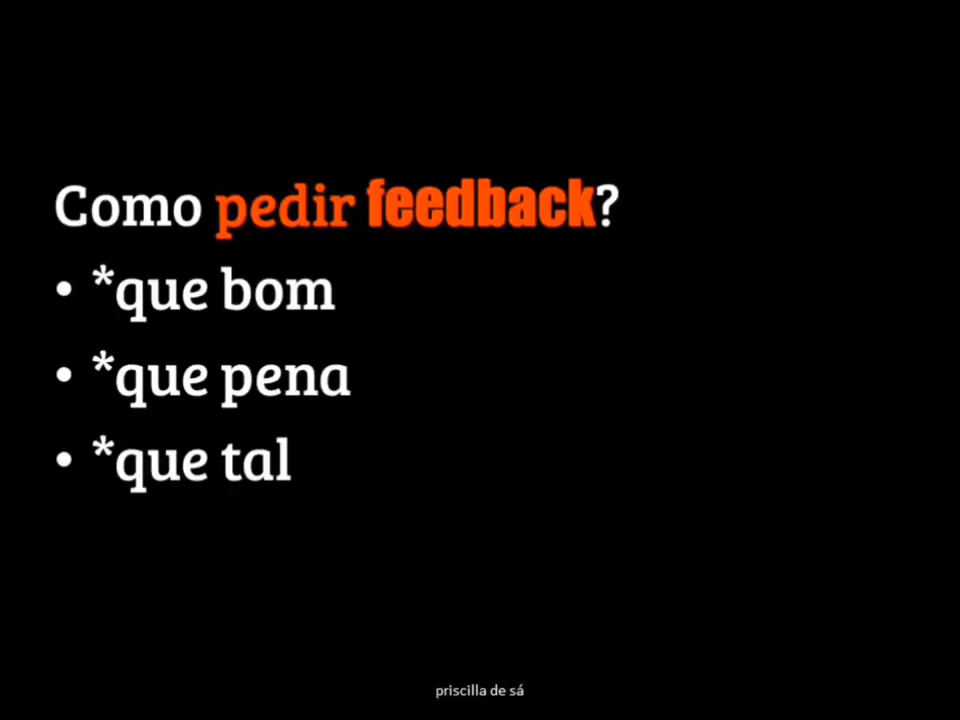 Como pedir feedback?
• *que bom
• *que pena
• *que tal
priscilla de sá